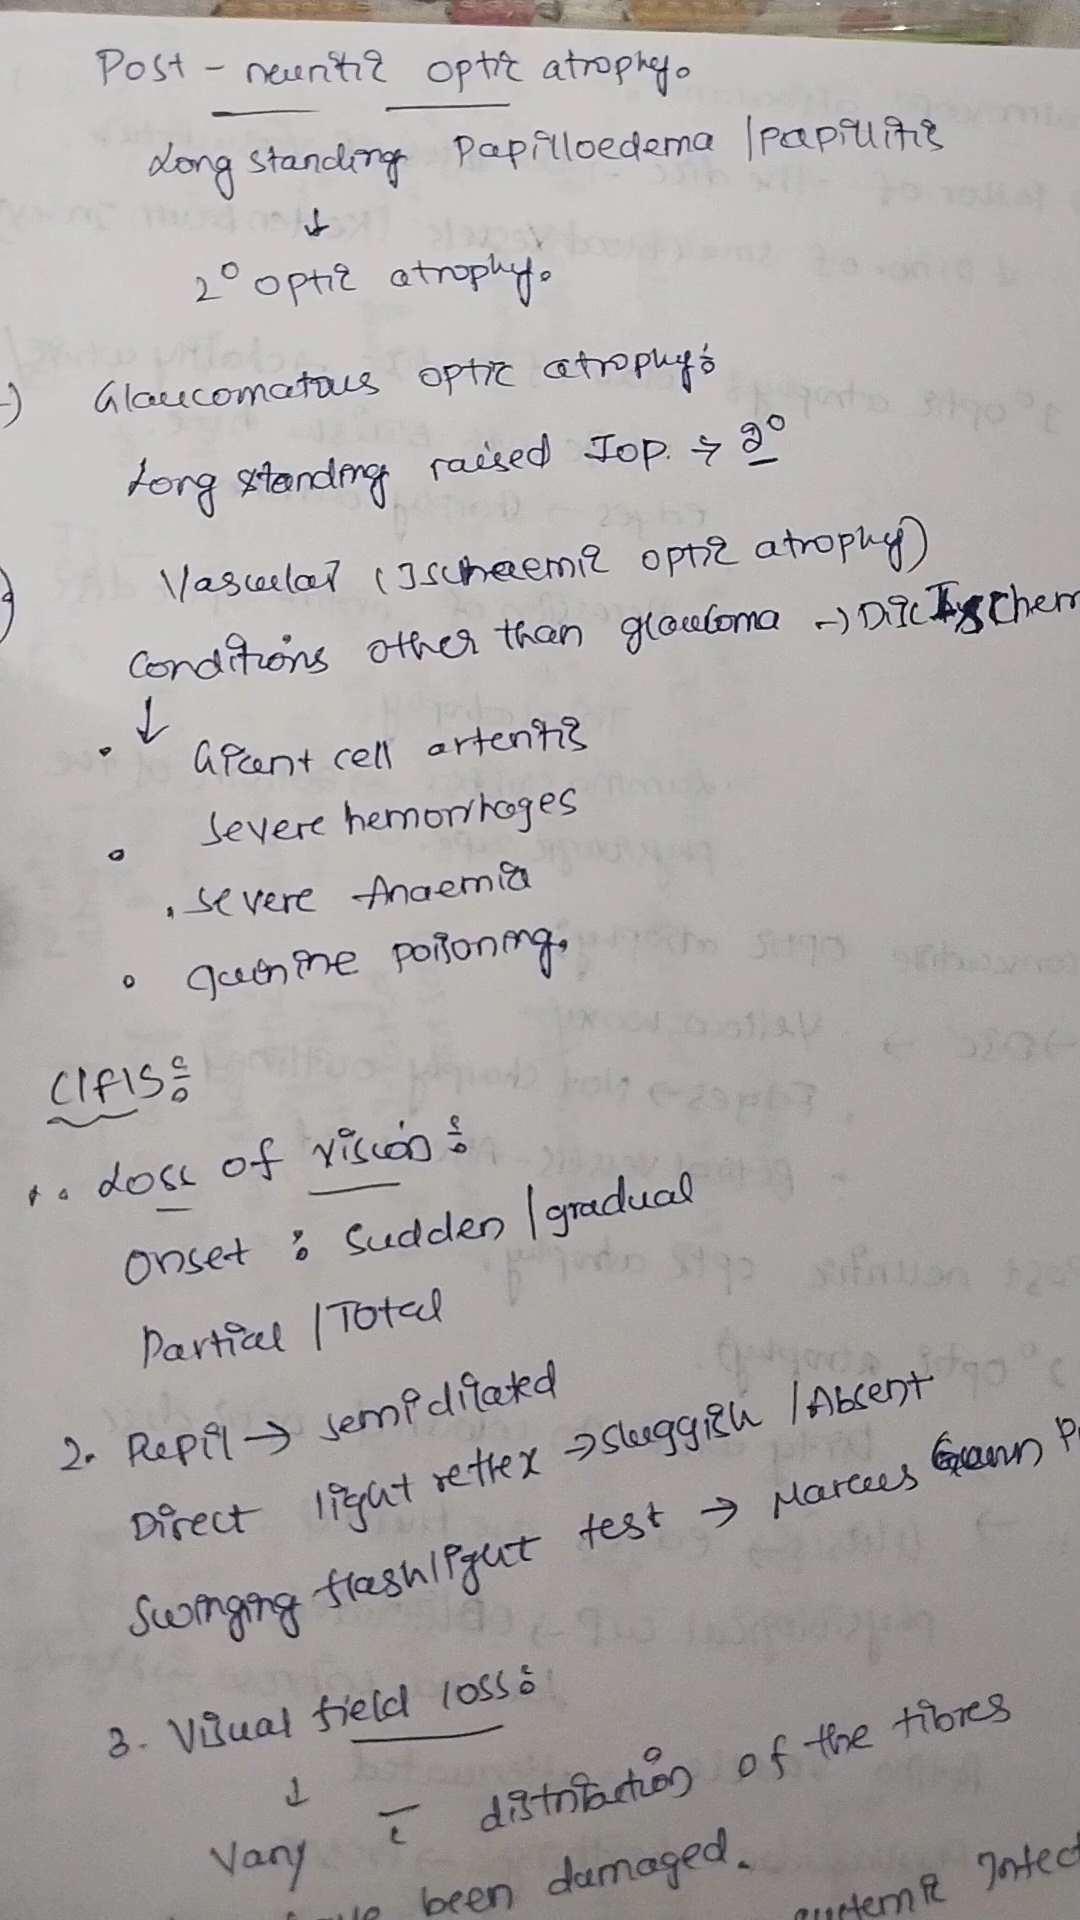 Post - neuritic optic atrophy.
Long standing Papilloedema / papillitis
↓
2° optic atrophy.
Glaucomatous optic atrophy:
Long standing raised IOP. → 2°
Vascular (Ischaemic optic atrophy)
Conditions other than glaucoma → Disc Ischem
↓
• Giant cell arteritis
• Severe hemorrhages
• Severe Anaemia
• Quinine poisoning.
C/F/S:
1. Loss of vision:
Onset : Sudden / gradual
Partial / Total
2. Pupil → semidilated
Direct light reflex → Sluggish / Absent
Swinging flashlight test → Marcus Gunn P
3. Visual field loss:
↓
Vary c̄ distribution of the fibres
been damaged.
systemic Infect